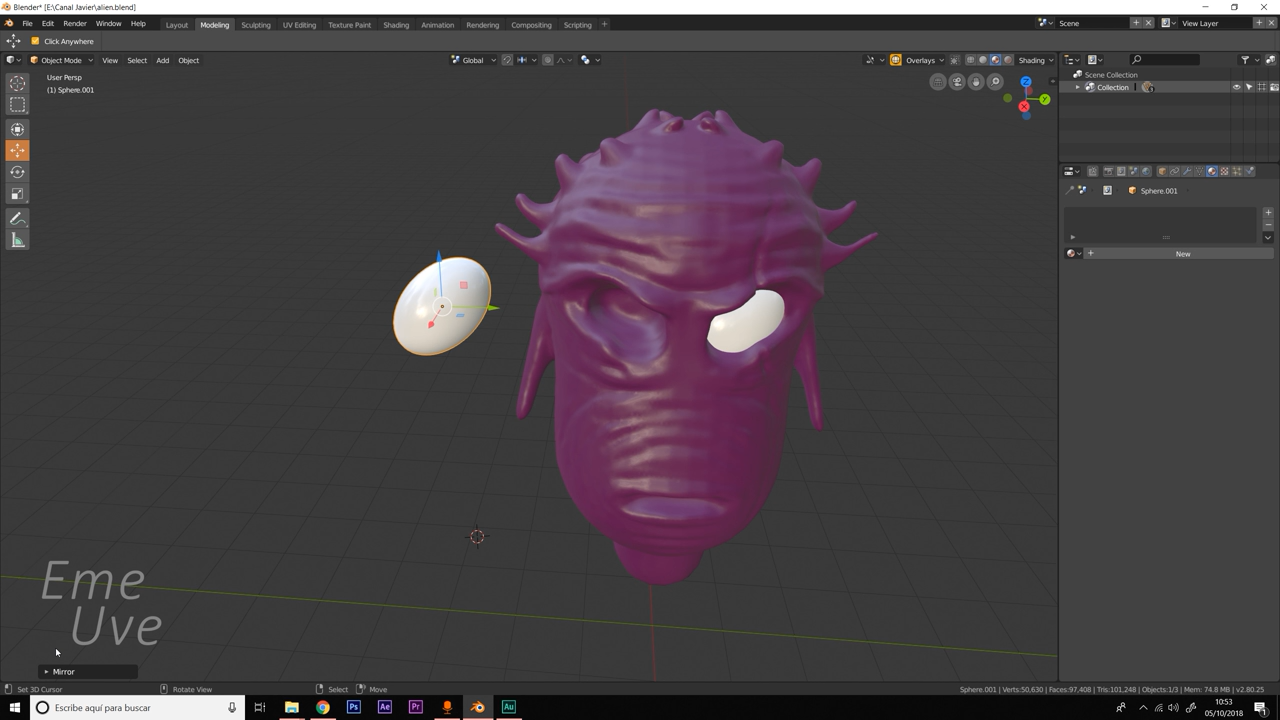 Blender* [E:\Canal Javier\alien.blend]
File Edit Render Window Help Layout Modeling Sculpting UV Editing Texture Paint Shading Animation Rendering Compositing Scripting + Scene View Layer
Click Anywhere
Object Mode View Select Add Object Global Overlays Shading
User Persp
(1) Sphere.001
Scene Collection
Collection
Z
Y
X
Sphere.001
+ New
Eme
Uve
Mirror
Set 3D Cursor Rotate View Select Move Sphere.001 | Verts:50,630 | Faces:97,408 | Tris:101,248 | Objects:1/3 | Mem: 74.8 MB | v2.80.25
Escribe aquí para buscar Ps Ae Pr Au 10:53
05/10/2018